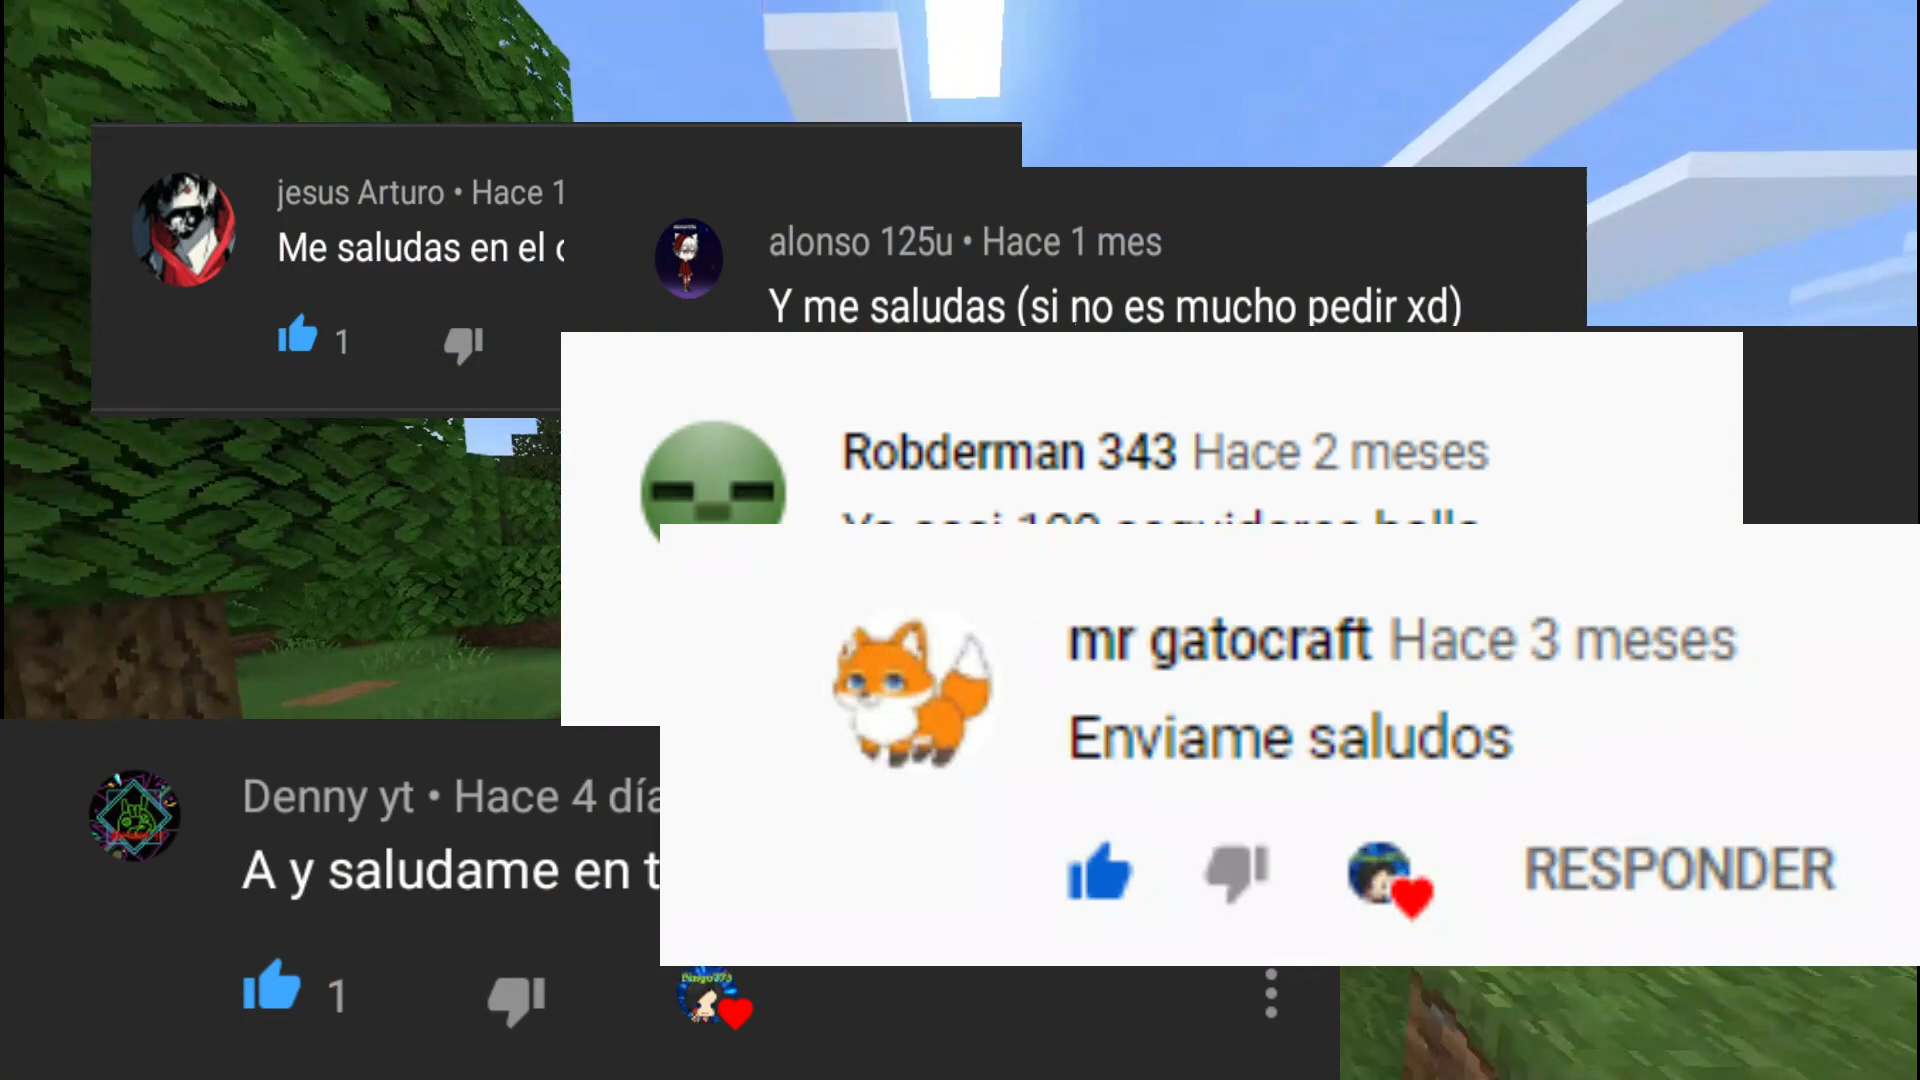 jesus Arturo • Hace 1
Me saludas en el c
1
alonso 125u • Hace 1 mes
Y me saludas (si no es mucho pedir xd)
Robderman 343 Hace 2 meses
mr gatocraft Hace 3 meses
Enviame saludos
RESPONDER
Denny yt • Hace 4 día
A y saludame en t
1